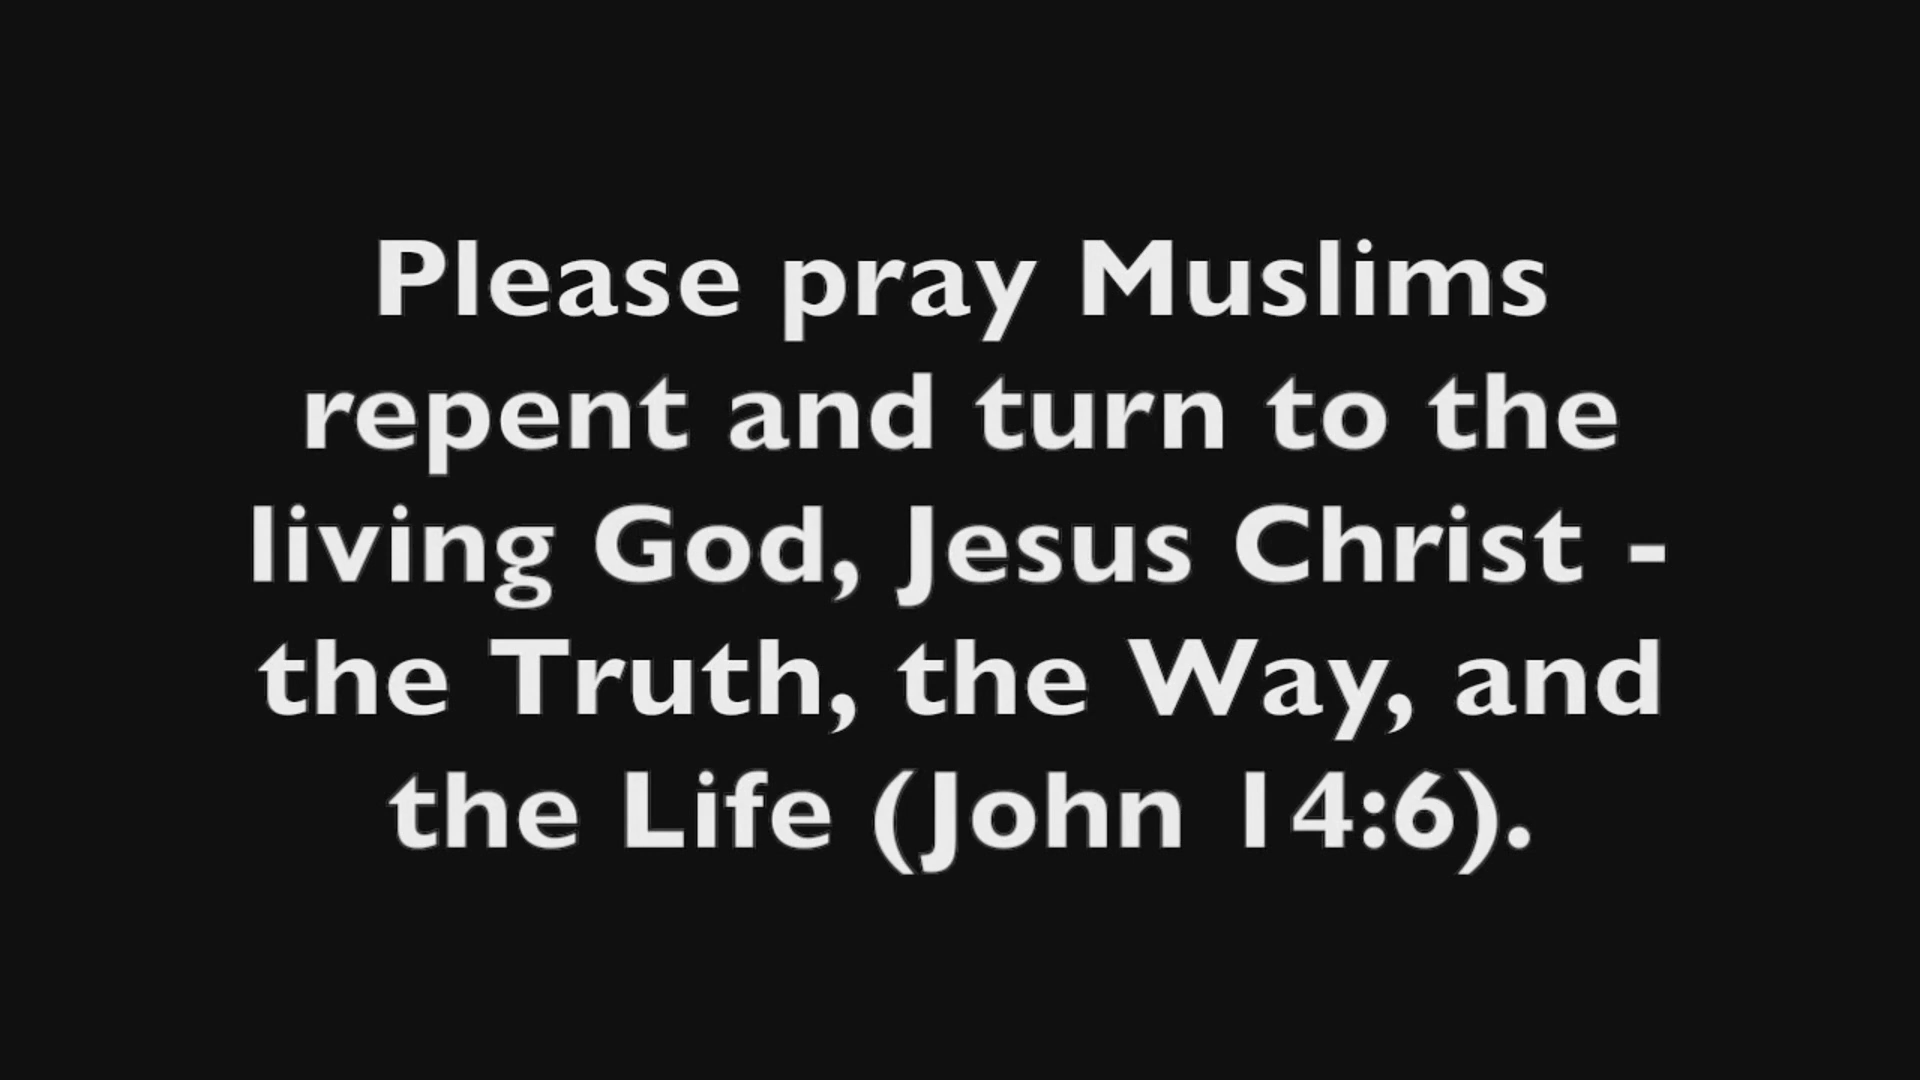 Please pray Muslims
repent and turn to the
living God, Jesus Christ -
the Truth, the Way, and
the Life (John 14:6).